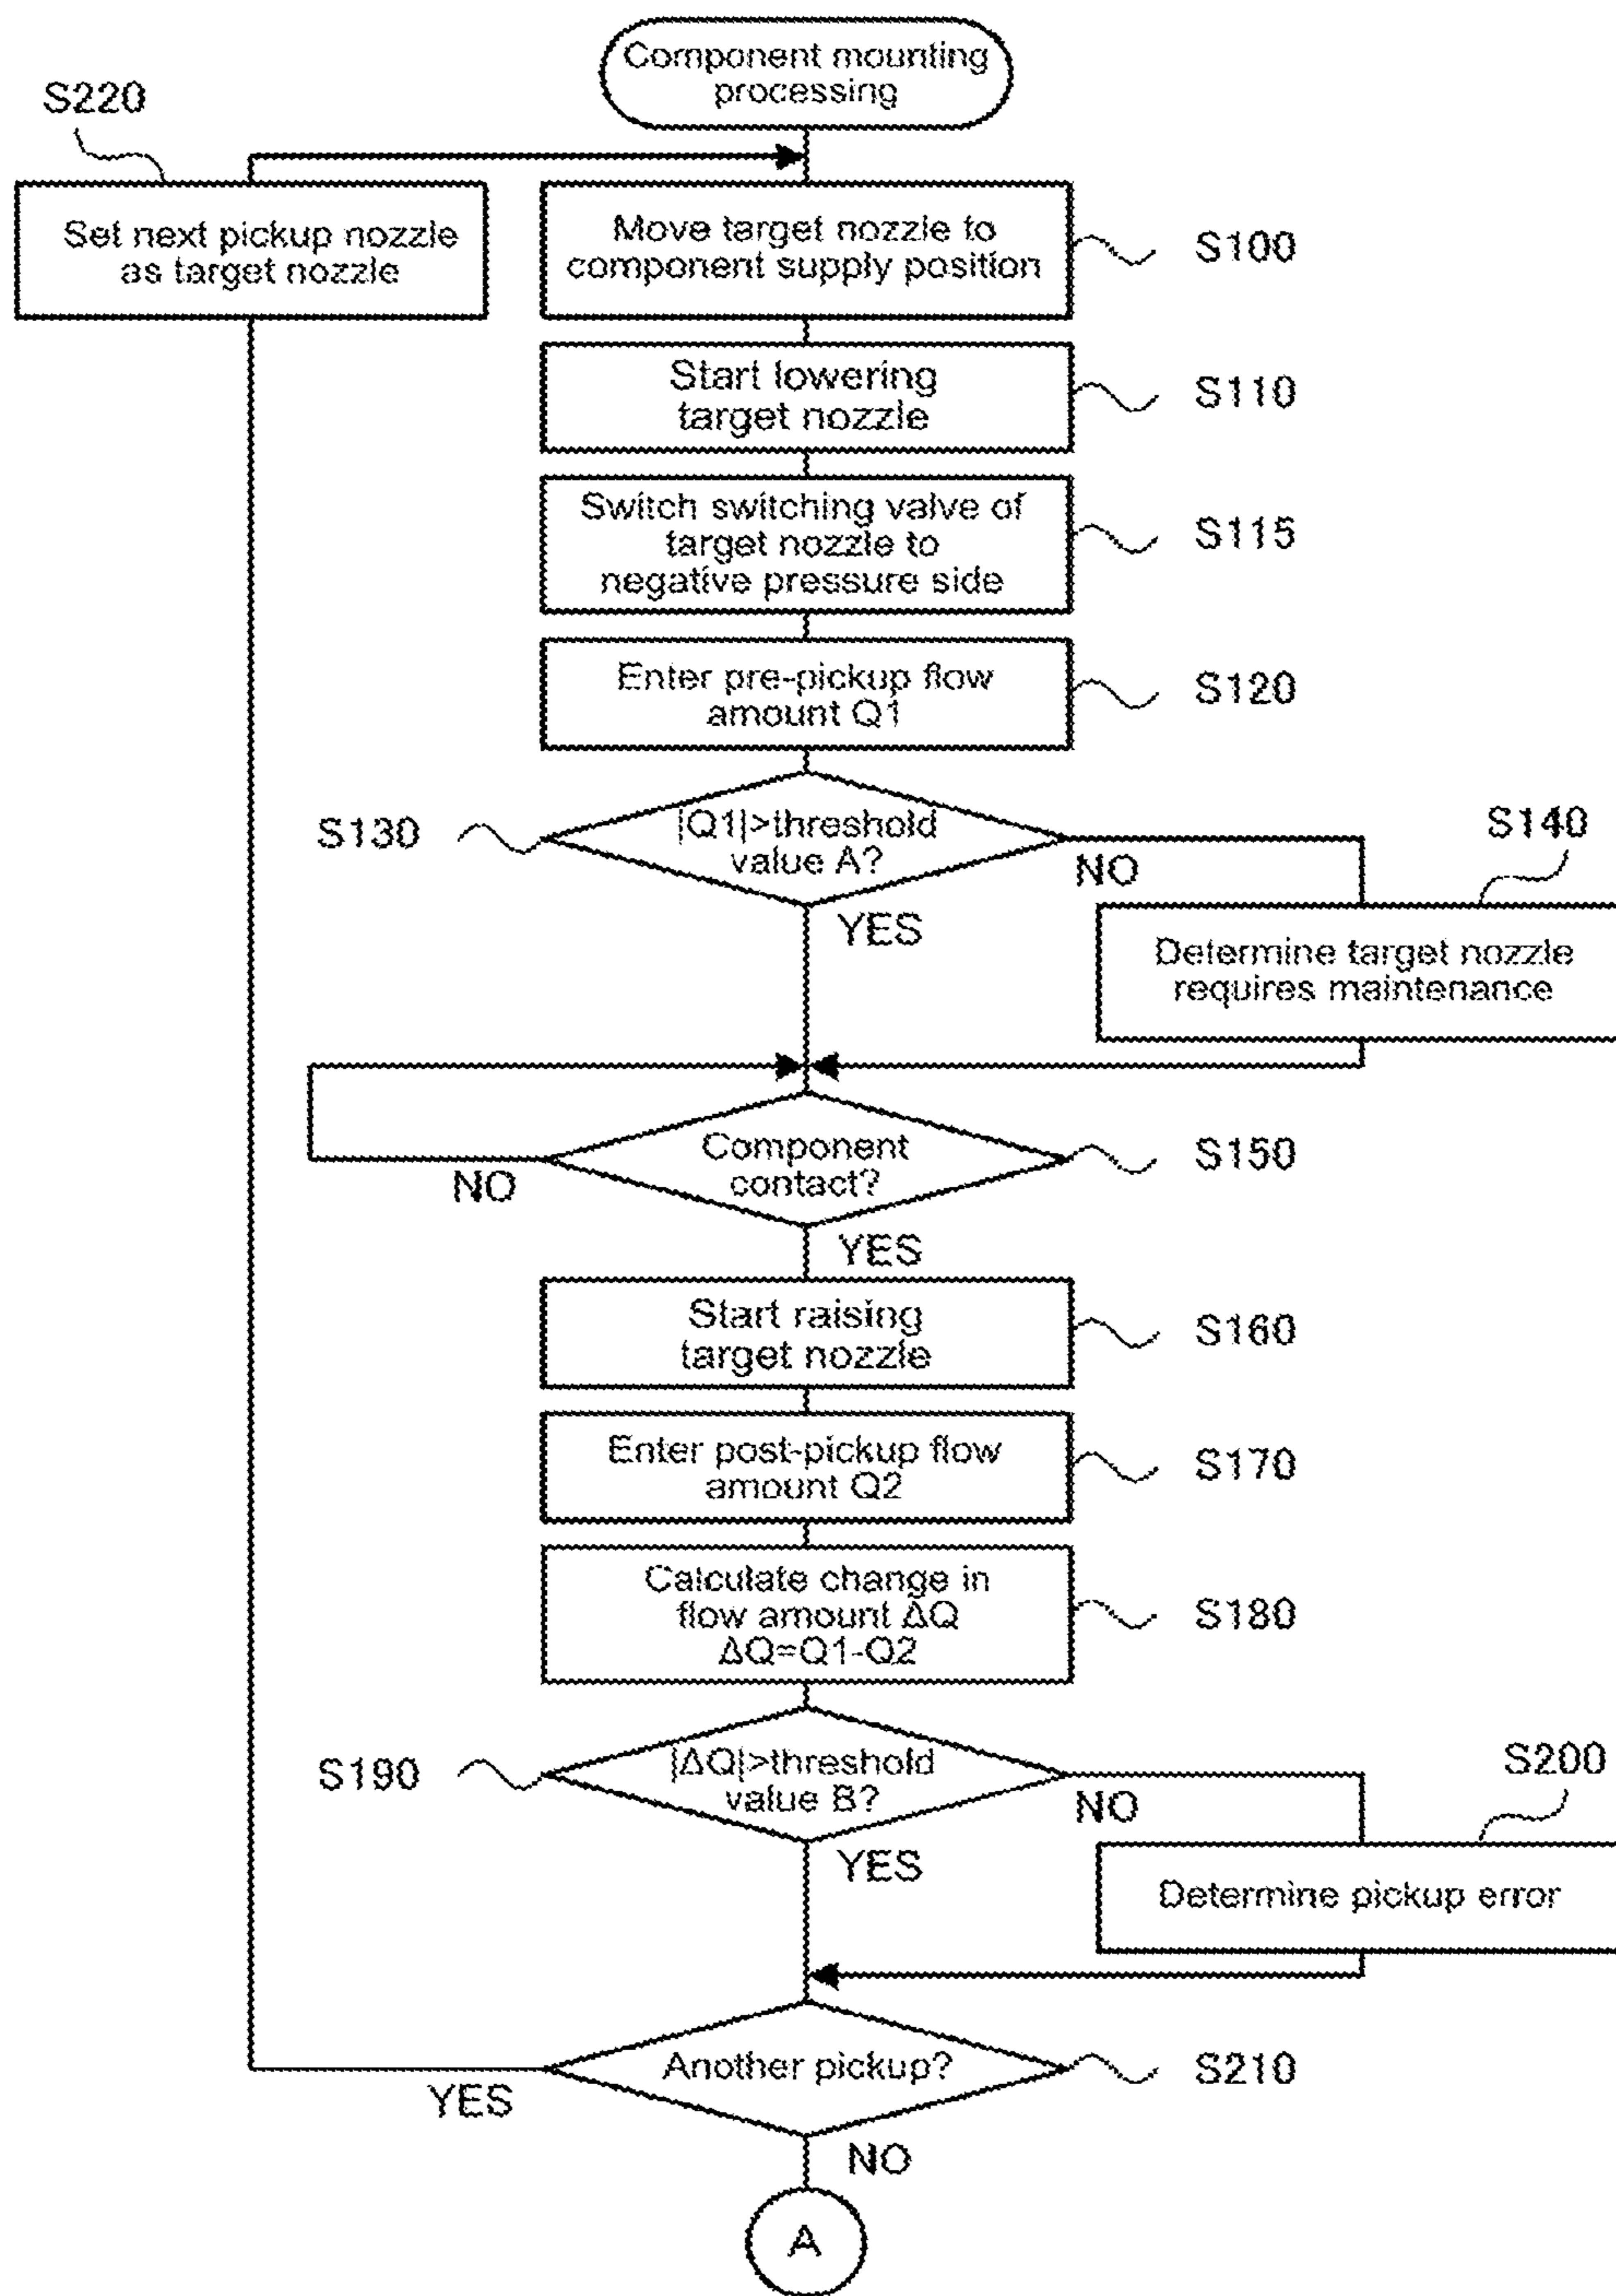 Component mounting
processing
S220
Set next pickup nozzle
as target nozzle
Move target nozzle to
component supply position
S100
Start lowering
target nozzle
S110
Switch switching valve of
target nozzle to
negative pressure side
S115
Enter pre-pickup flow
amount Q1
S120
S130
|Q1|>threshold
value A?
NO
YES
S140
Determine target nozzle
requires maintenance
Component
contact?
S150
NO
YES
Start raising
target nozzle
S160
Enter post-pickup flow
amount Q2
S170
Calculate change in
flow amount ΔQ
ΔQ=Q1-Q2
S180
S190
|ΔQ|>threshold
value B?
NO
YES
S200
Determine pickup error
Another pickup?
S210
YES
NO
A